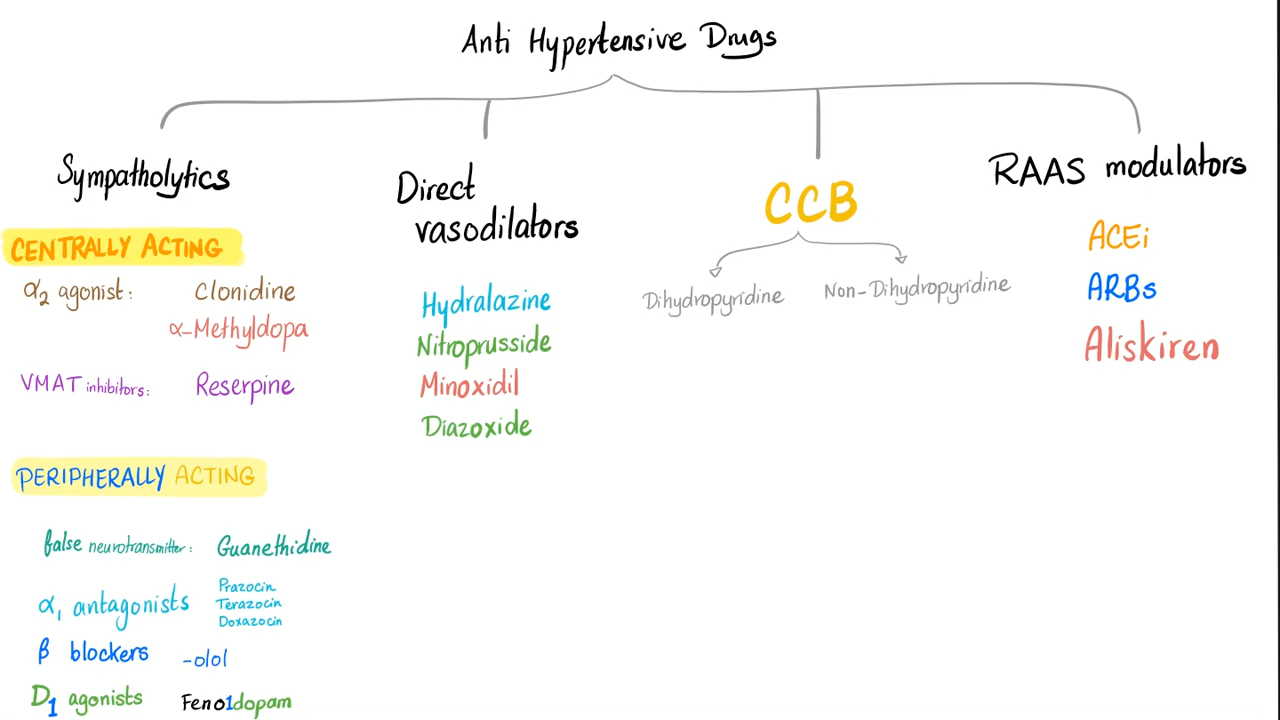 Anti Hypertensive Drugs
Sympatholytics
CENTRALLY ACTING
α2 agonist: Clonidine
α-Methyldopa
VMAT inhibitors: Reserpine
PERIPHERALLY ACTING
false neurotransmitter: Guanethidine
α1 antagonists
Prazocin
Terazocin
Doxazocin
β blockers -olol
D1 agonists Feno1dopam
Direct
vasodilators
Hydralazine
Nitroprusside
Minoxidil
Diazoxide
CCB
Dihydropyridine
Non-Dihydropyridine
RAAS modulators
ACEi
ARBs
Aliskiren